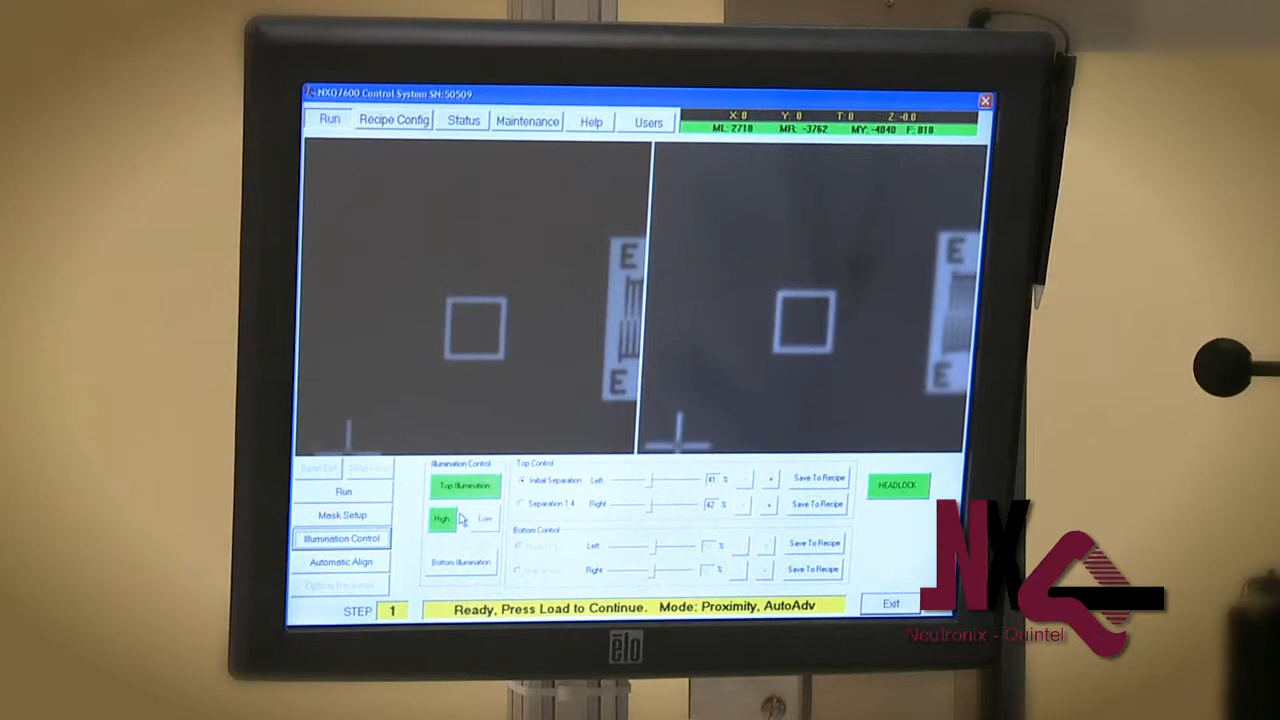 NXQ7600 Control System SN:50509
Run Recipe Config Status Maintenance Help Users
X: 0 Y: 0 T: 0 Z: -0.0
ML: 2718 MR: -3762 MY: -4040 F: 818
E E
E E
Illumination Control
Top Illumination
High Low
Bottom Illumination
Top Control
Initial Separation Left 41 % - + Save To Recipe
Separation 1:4 Right 42 % - + Save To Recipe
Bottom Control
Left % Save To Recipe
Right % Save To Recipe
HEADLOCK
Run
Mask Setup
Illumination Control
Automatic Align
STEP 1 Ready, Press Load to Continue. Mode: Proximity, AutoAdv Exit
elo
NXQ
Neutronix - Quintel